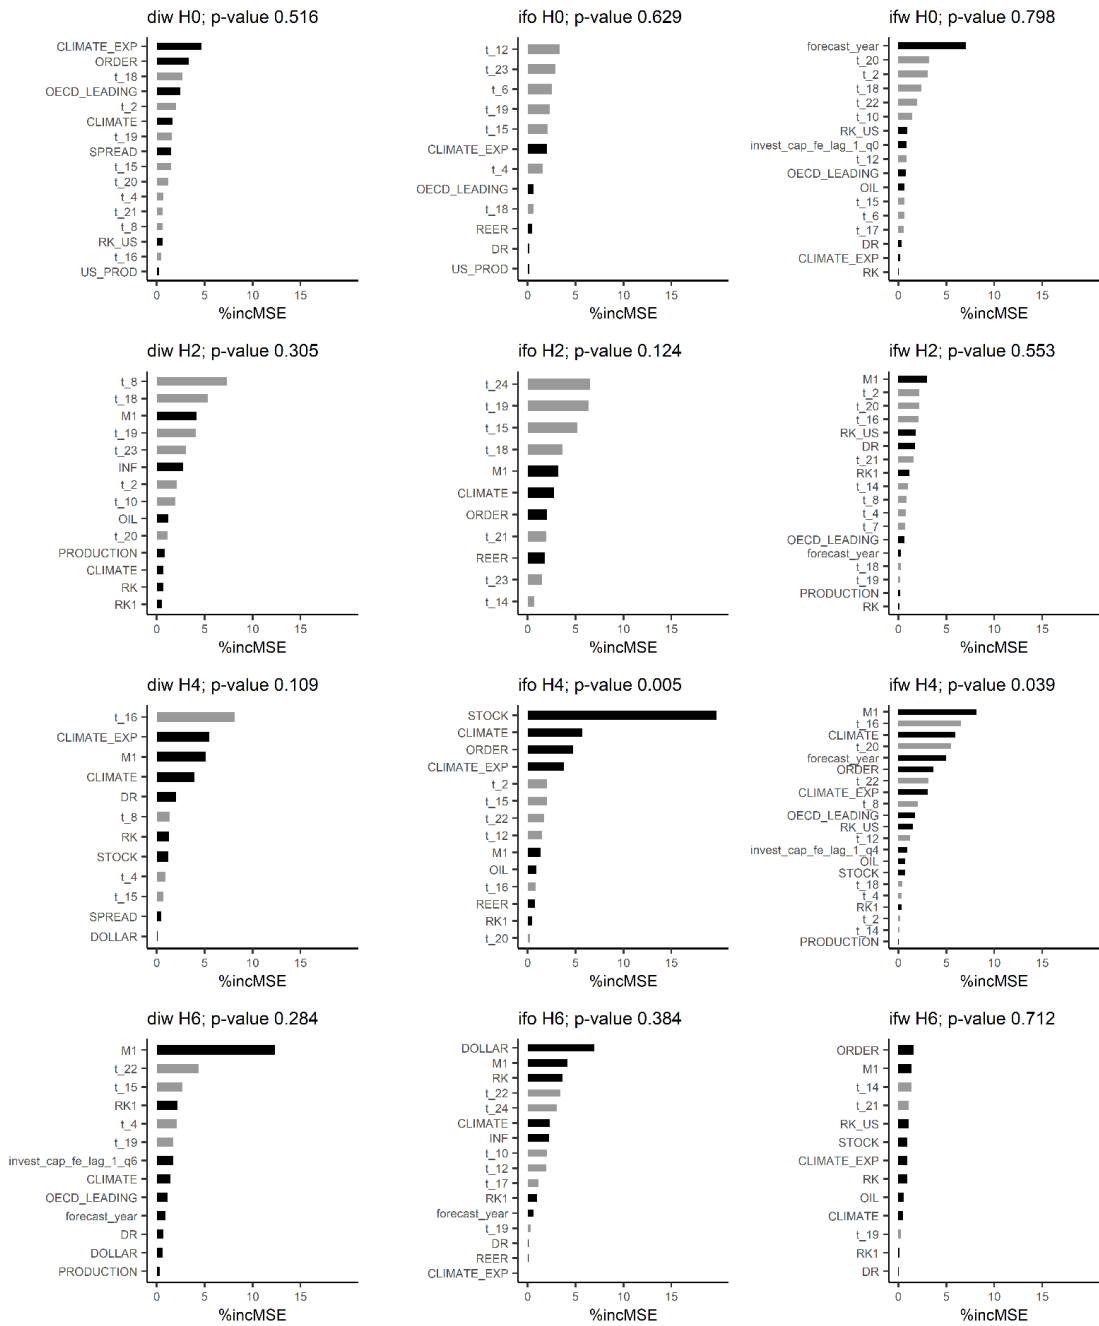 diw H0; p-value 0.516
CLIMATE_EXP
ORDER
t_18
OECD_LEADING
t_2
CLIMATE
t_19
SPREAD
t_15
t_20
t_4
t_21
t_8
RK_US
t_16
US_PROD
0 5 10 15
%incMSE
ifo H0; p-value 0.629
t_12
t_23
t_6
t_19
t_15
CLIMATE_EXP
t_4
OECD_LEADING
t_18
REER
DR
US_PROD
0 5 10 15
%incMSE
ifw H0; p-value 0.798
forecast_year
t_20
t_2
t_18
t_22
t_10
RK_US
invest_cap_fe_lag_1_q0
t_12
OECD_LEADING
OIL
t_15
t_6
t_17
DR
CLIMATE_EXP
RK
0 5 10 15
%incMSE
diw H2; p-value 0.305
t_8
t_18
M1
t_19
t_23
INF
t_2
t_10
OIL
t_20
PRODUCTION
CLIMATE
RK
RK1
0 5 10 15
%incMSE
ifo H2; p-value 0.124
t_24
t_19
t_15
t_18
M1
CLIMATE
ORDER
t_21
REER
t_23
t_14
0 5 10 15
%incMSE
ifw H2; p-value 0.553
M1
t_2
t_20
t_16
RK_US
DR
t_21
RK1
t_14
t_8
t_4
t_7
OECD_LEADING
forecast_year
t_18
t_19
PRODUCTION
RK
0 5 10 15
%incMSE
diw H4; p-value 0.109
t_16
CLIMATE_EXP
M1
CLIMATE
DR
t_8
RK
STOCK
t_4
t_15
SPREAD
DOLLAR
0 5 10 15
%incMSE
ifo H4; p-value 0.005
STOCK
CLIMATE
ORDER
CLIMATE_EXP
t_2
t_15
t_22
t_12
M1
OIL
t_16
REER
RK1
t_20
0 5 10 15
%incMSE
ifw H4; p-value 0.039
M1
t_16
CLIMATE
t_20
forecast_year
ORDER
t_22
CLIMATE_EXP
t_8
OECD_LEADING
RK_US
t_12
invest_cap_fe_lag_1_q4
OIL
STOCK
t_18
t_4
RK1
t_2
t_14
PRODUCTION
0 5 10 15
%incMSE
diw H6; p-value 0.284
M1
t_22
t_15
RK1
t_4
t_19
invest_cap_fe_lag_1_q6
CLIMATE
OECD_LEADING
forecast_year
DR
DOLLAR
PRODUCTION
0 5 10 15
%incMSE
ifo H6; p-value 0.384
DOLLAR
M1
RK
t_22
t_24
CLIMATE
INF
t_10
t_12
t_17
RK1
forecast_year
t_19
DR
REER
CLIMATE_EXP
0 5 10 15
%incMSE
ifw H6; p-value 0.712
ORDER
M1
t_14
t_21
RK_US
STOCK
CLIMATE_EXP
RK
OIL
CLIMATE
t_19
RK1
DR
0 5 10 15
%incMSE